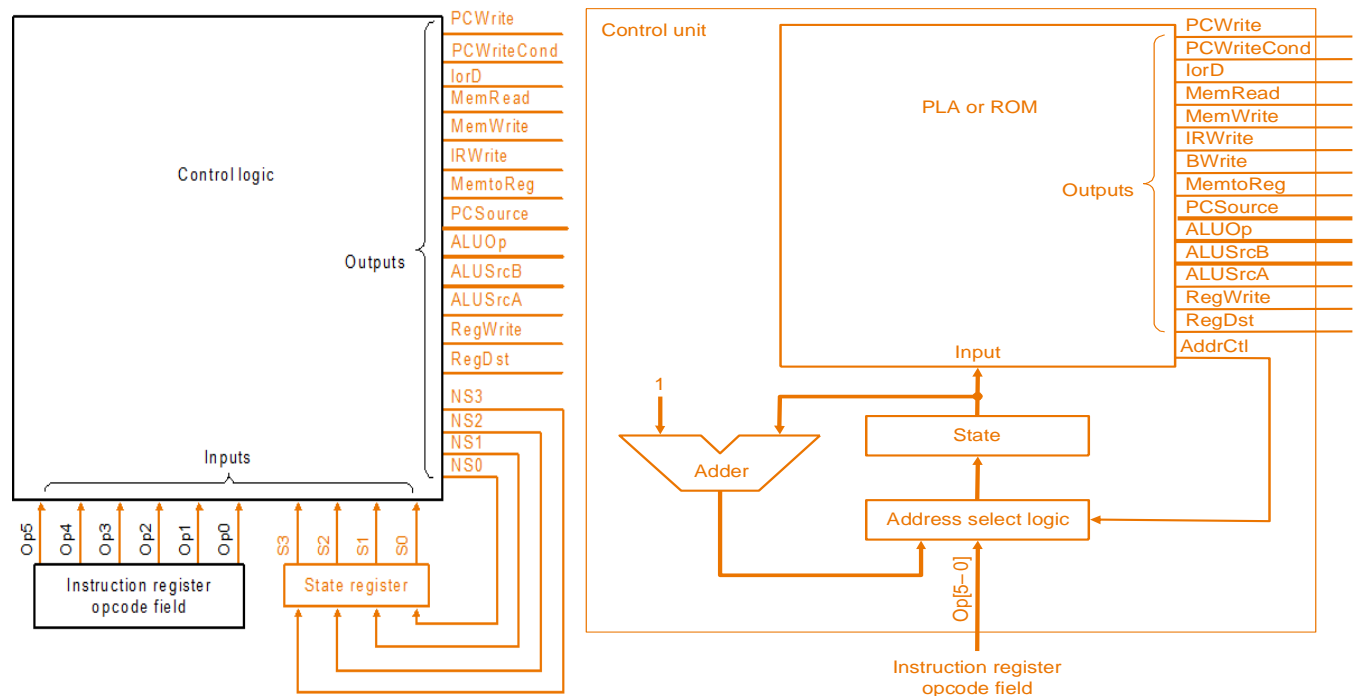 PCWrite
PCWriteCond
IorD
MemRead
MemWrite
IRWrite
MemtoReg
PCSource
ALUOp
ALUSrcB
ALUSrcA
RegWrite
RegDst
NS3
NS2
NS1
NS0
Control logic
Outputs
Inputs
Op5
Op4
Op3
Op2
Op1
Op0
S3
S2
S1
S0
Instruction register
opcode field
State register
Control unit
PLA or ROM
Outputs
Input
PCWrite
PCWriteCond
IorD
MemRead
MemWrite
IRWrite
BWrite
MemtoReg
PCSource
ALUOp
ALUSrcB
ALUSrcA
RegWrite
RegDst
AddrCtl
1
State
Adder
Address select logic
Op[5–0]
Instruction register
opcode field